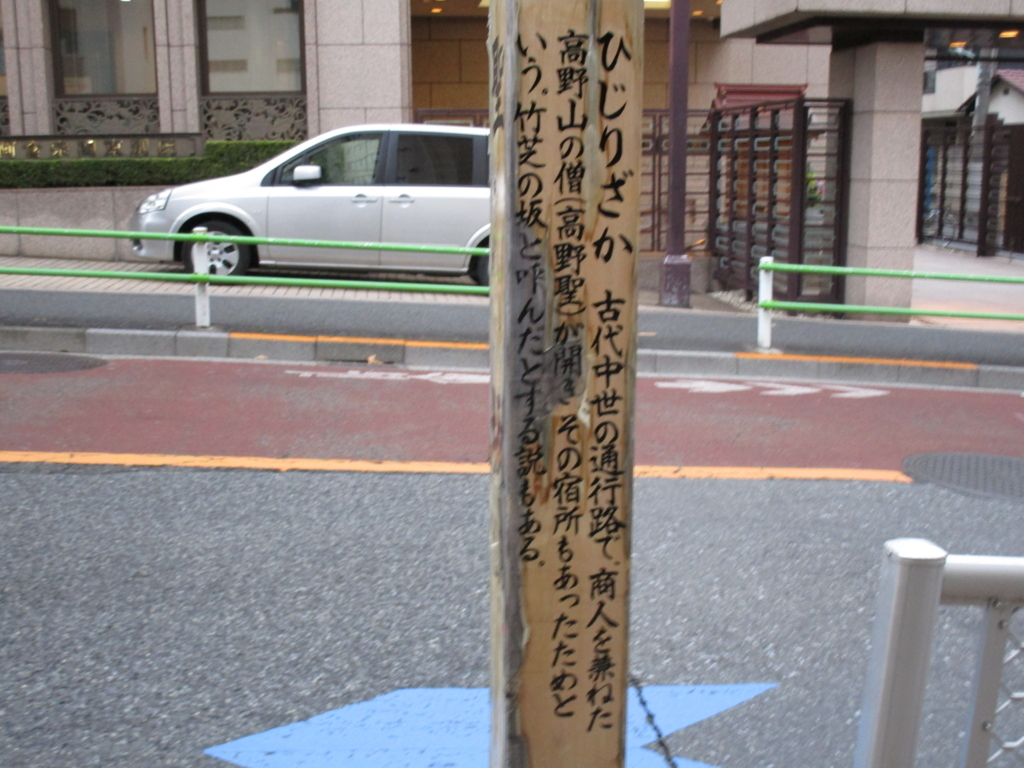 ひじりざか 古代中世の通行路で、商人を兼ねた
高野山の僧(高野聖)が開き、その宿所もあったためと
いう。竹芝の坂と呼んだとする説もある。